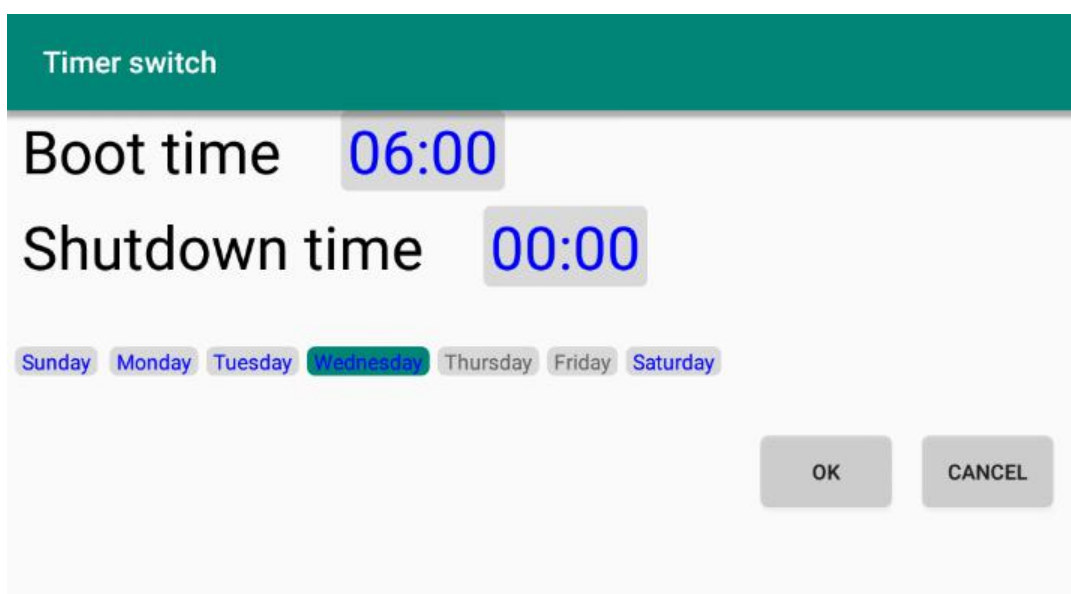 Timer switch
Boot time 06:00
Shutdown time 00:00
Sunday Monday Tuesday Wednesday Thursday Friday Saturday
OK CANCEL